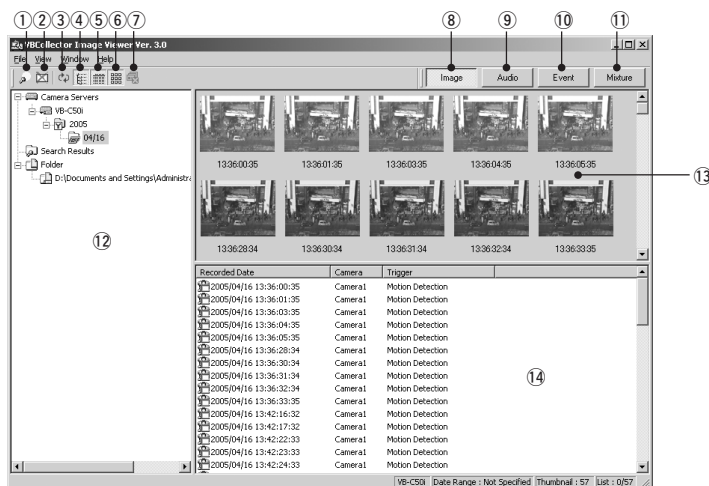 ① ② ③ ④ ⑤ ⑥ ⑦ ⑧ ⑨ ⑩ ⑪
VBCollector Image Viewer Ver. 3.0
File View Window Help
Image Audio Event Mixture
Camera Servers
VB-C50i
2005
04/16
Search Results
Folder
D:\Documents and Settings\Administra
⑫
13:36:00:35 13:36:01:35 13:36:03:35 13:36:04:35 13:36:05:35
⑬
13:36:28:34 13:36:30:34 13:36:31:34 13:36:32:34 13:36:33:35
Recorded Date Camera Trigger
2005/04/16 13:36:00:35 Camera1 Motion Detection
2005/04/16 13:36:01:35 Camera1 Motion Detection
2005/04/16 13:36:03:35 Camera1 Motion Detection
2005/04/16 13:36:04:35 Camera1 Motion Detection
2005/04/16 13:36:05:35 Camera1 Motion Detection
2005/04/16 13:36:28:34 Camera1 Motion Detection
2005/04/16 13:36:30:34 Camera1 Motion Detection
2005/04/16 13:36:31:34 Camera1 Motion Detection
2005/04/16 13:36:32:34 Camera1 Motion Detection
2005/04/16 13:36:33:35 Camera1 Motion Detection
2005/04/16 13:42:16:32 Camera1 Motion Detection
2005/04/16 13:42:17:32 Camera1 Motion Detection
2005/04/16 13:42:22:33 Camera1 Motion Detection
2005/04/16 13:42:23:33 Camera1 Motion Detection
2005/04/16 13:42:24:33 Camera1 Motion Detection
⑭
VB-C50i Date Range : Not Specified Thumbnail : 57 List : 0/57